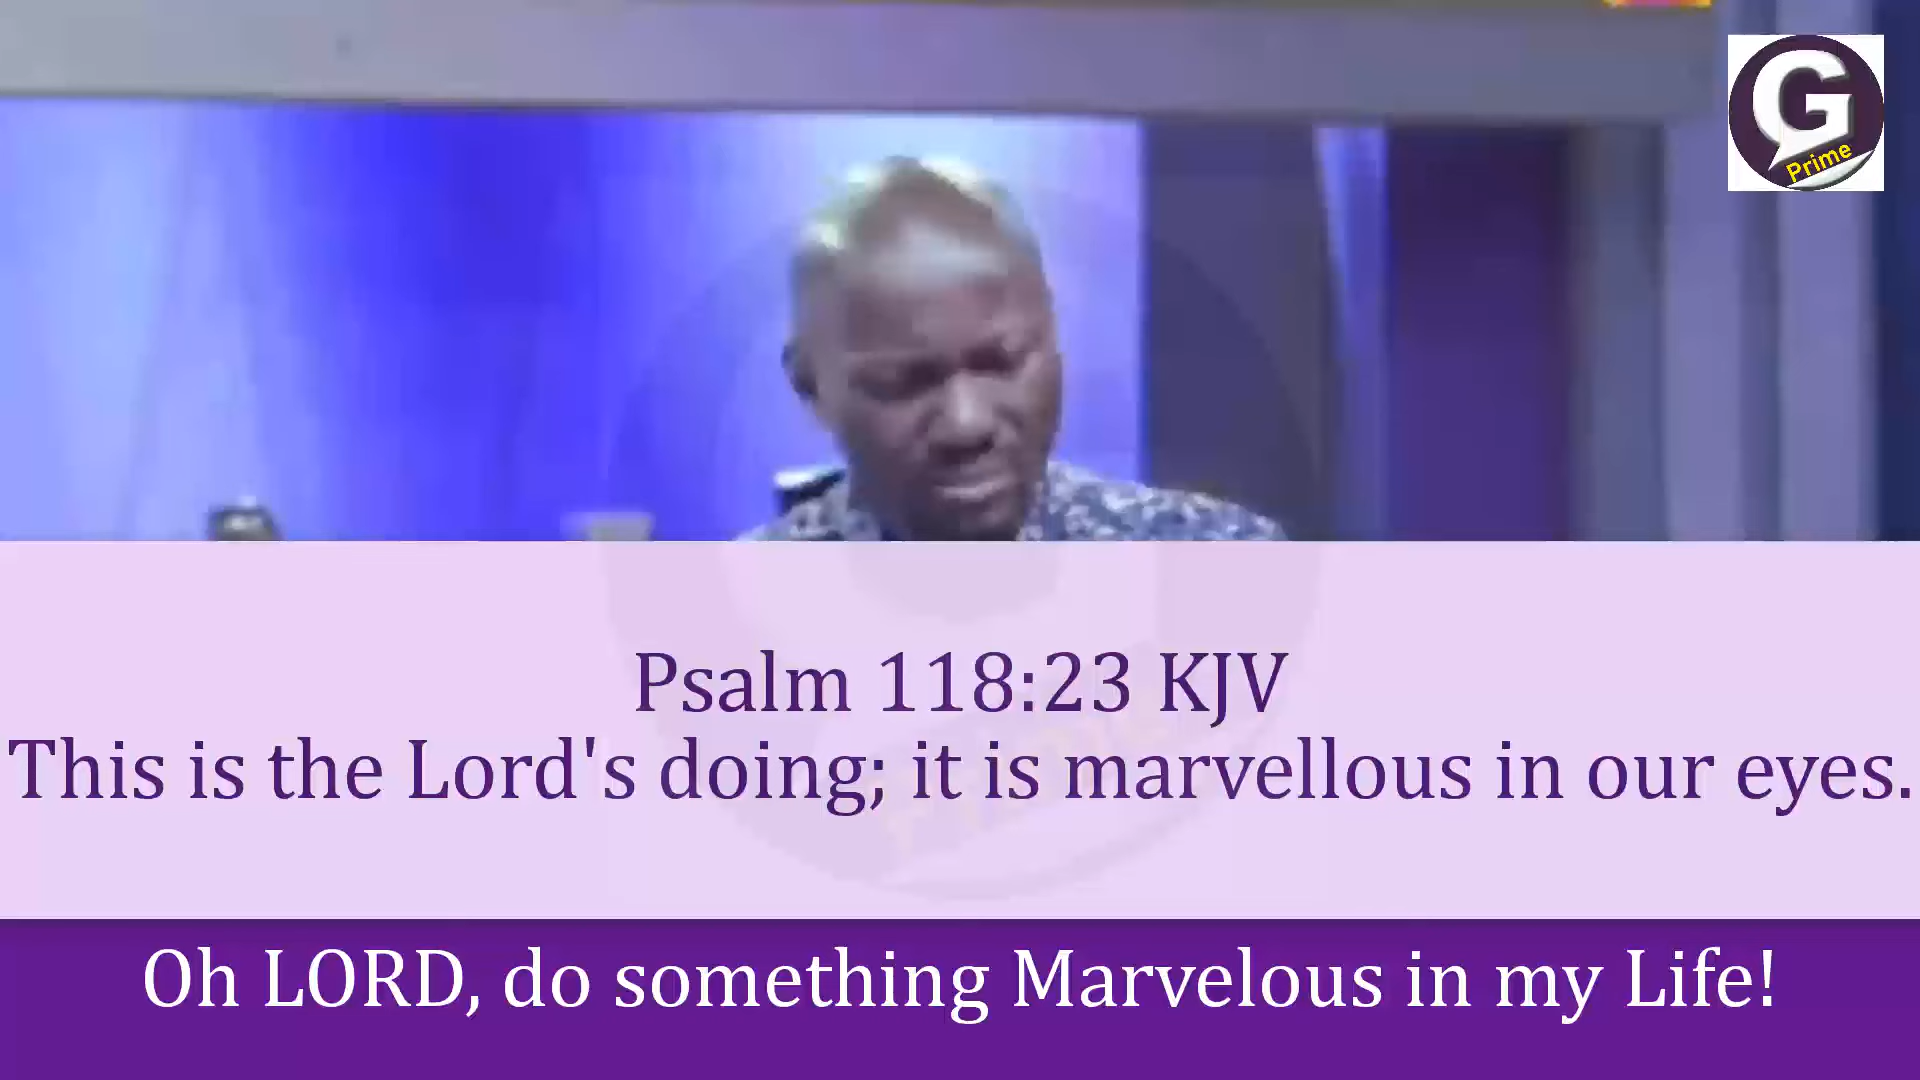 G
Prime
Psalm 118:23 KJV
This is the Lord's doing; it is marvellous in our eyes.
Oh LORD, do something Marvelous in my Life!